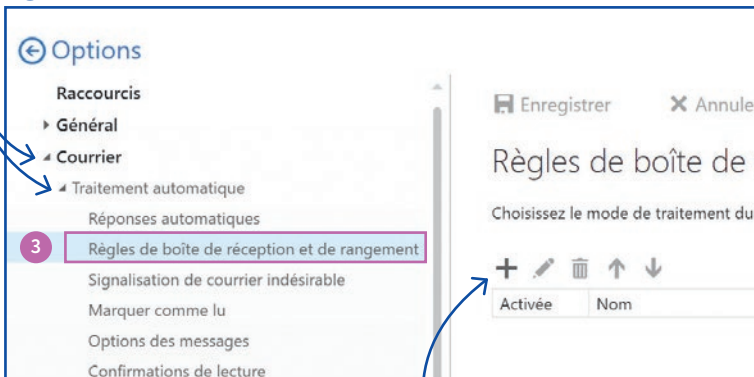 Options
Raccourcis
Général
Courrier
Traitement automatique
Réponses automatiques
3 Règles de boîte de réception et de rangement
Signalisation de courrier indésirable
Marquer comme lu
Options des messages
Confirmations de lecture
Enregistrer Annule
Règles de boîte de
Choisissez le mode de traitement du
Activée Nom